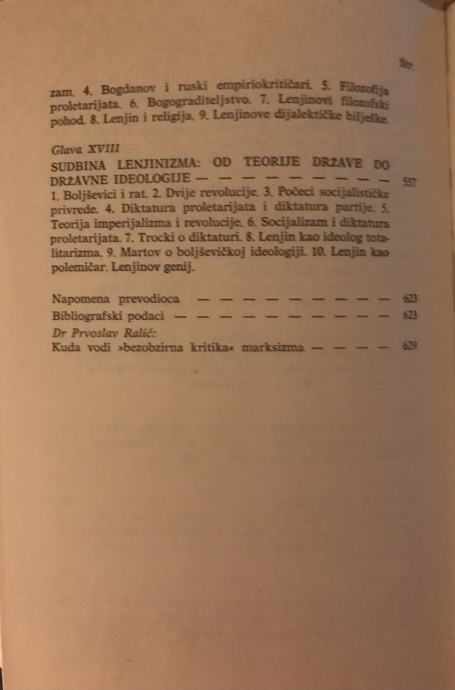 Str.
zam. 4. Bogdanov i ruski empiriokritičari. 5. Filozofija
proletarijata. 6. Bogograditeljstvo. 7. Lenjinovi filozofski
pohod. 8. Lenjin i religija. 9. Lenjinove dijalektičke bilješke.
Glava XVIII
SUDBINA LENJINIZMA: OD TEORIJE DRŽAVE DO
DRŽAVNE IDEOLOGIJE — — — — — — — — — 557
1. Boljševici i rat. 2. Dvije revolucije. 3. Počeci socijalističke
privrede. 4. Diktatura proletarijata i diktatura partije. 5.
Teorija imperijalizma i revolucije. 6. Socijalizam i diktatura
proletarijata. 7. Trocki o diktaturi. 8. Lenjin kao ideolog tota-
litarizma. 9. Martov o boljševičkoj ideologiji. 10. Lenjin kao
polemičar. Lenjinov genij.
Napomena prevodioca — — — — — — — — — 623
Bibliografski podaci — — — — — — — — — — 623
Dr Prvoslav Ralić:
Kuda vodi »bezobzirna kritika« marksizma — — — — 629